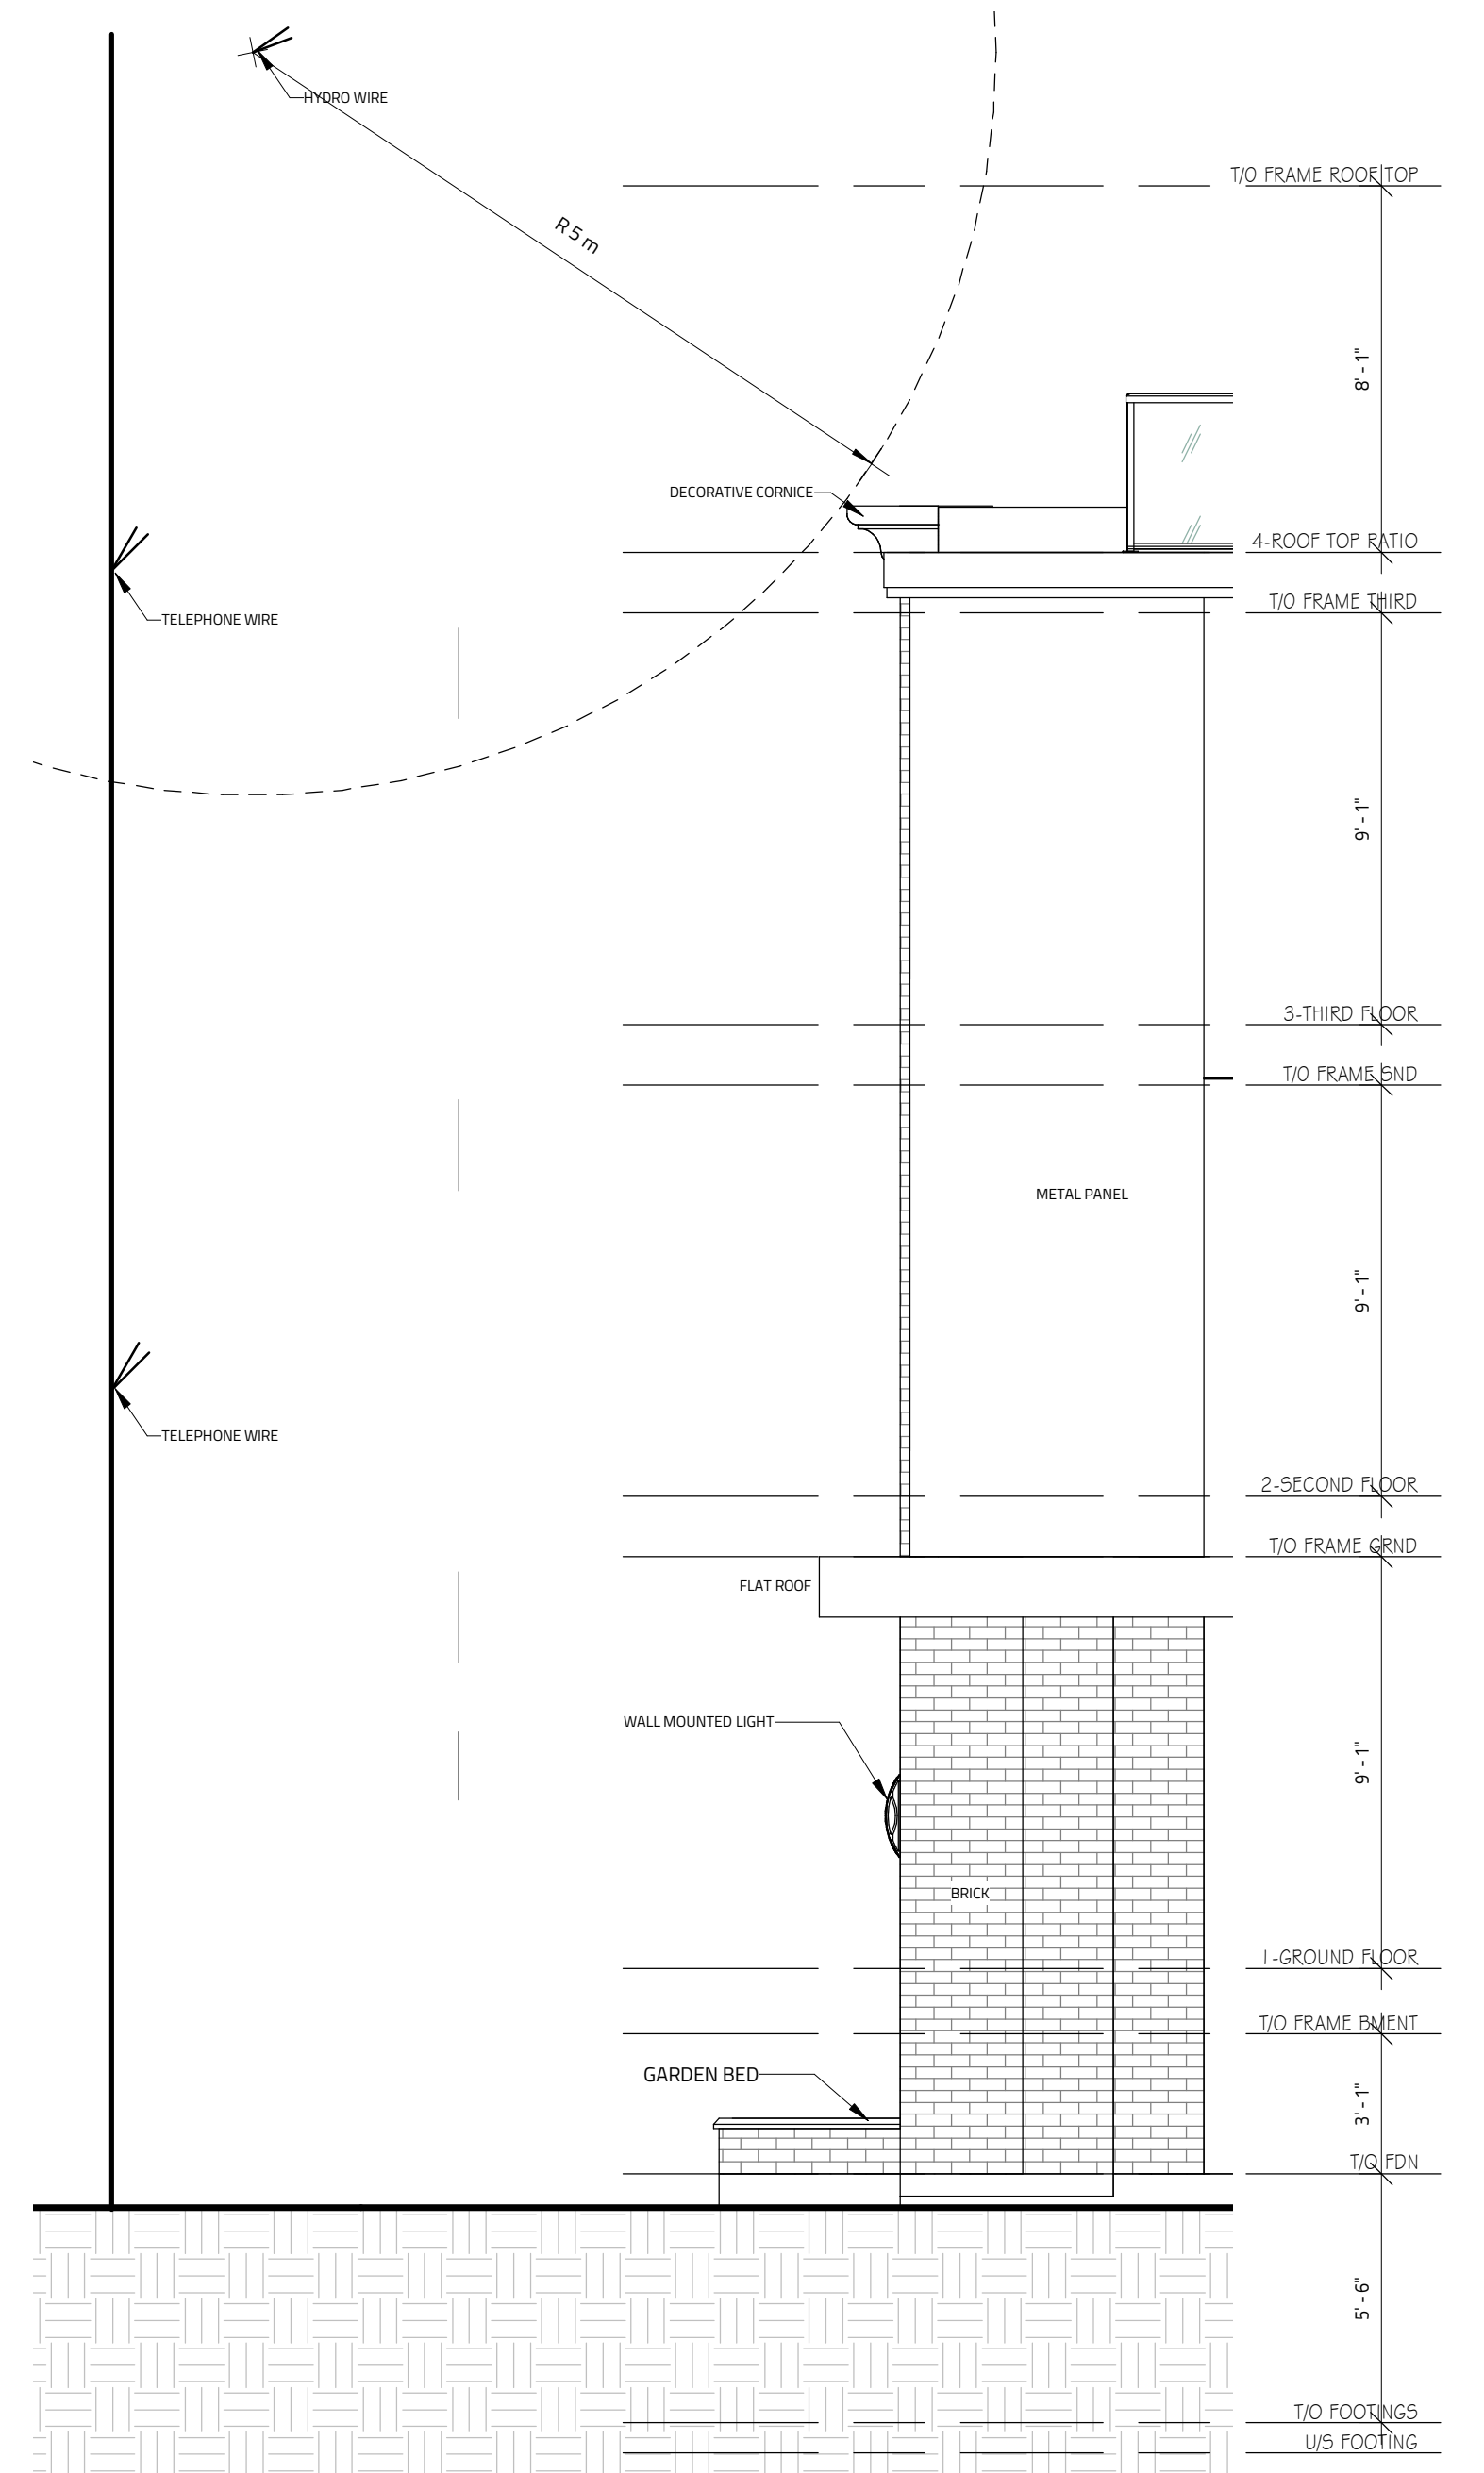 HYDRO WIRE
T/O FRAME ROOF TOP
R 5 m
8' - 1"
DECORATIVE CORNICE
4-ROOF TOP RATIO
T/O FRAME THIRD
TELEPHONE WIRE
9' - 1"
3-THIRD FLOOR
T/O FRAME SND
METAL PANEL
9' - 1"
TELEPHONE WIRE
2-SECOND FLOOR
T/O FRAME GRND
FLAT ROOF
WALL MOUNTED LIGHT
9' - 1"
BRICK
1-GROUND FLOOR
T/O FRAME BMENT
GARDEN BED
3' - 1"
T/O FDN
5' - 6"
T/O FOOTINGS
U/S FOOTING